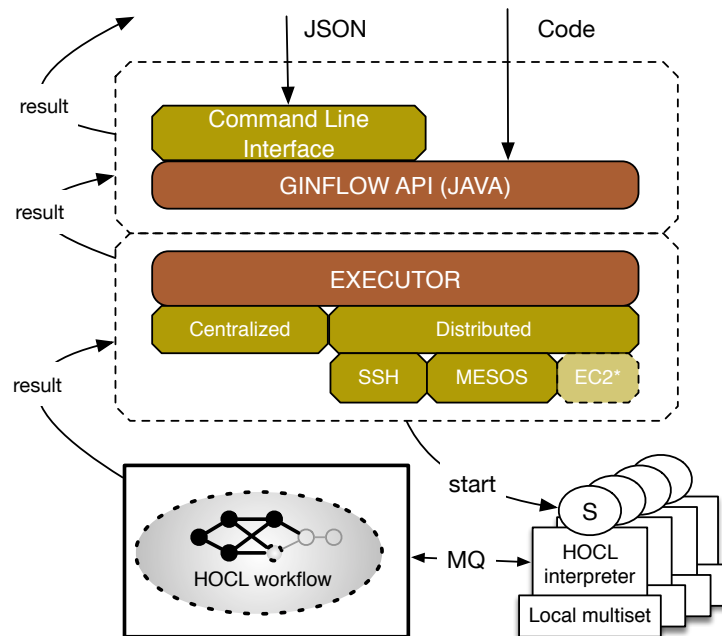 JSON
Code
result
Command Line
Interface
GINFLOW API (JAVA)
result
EXECUTOR
Centralized
Distributed
SSH
MESOS
EC2*
result
start
S
HOCL workflow
MQ
HOCL
interpreter
Local multiset